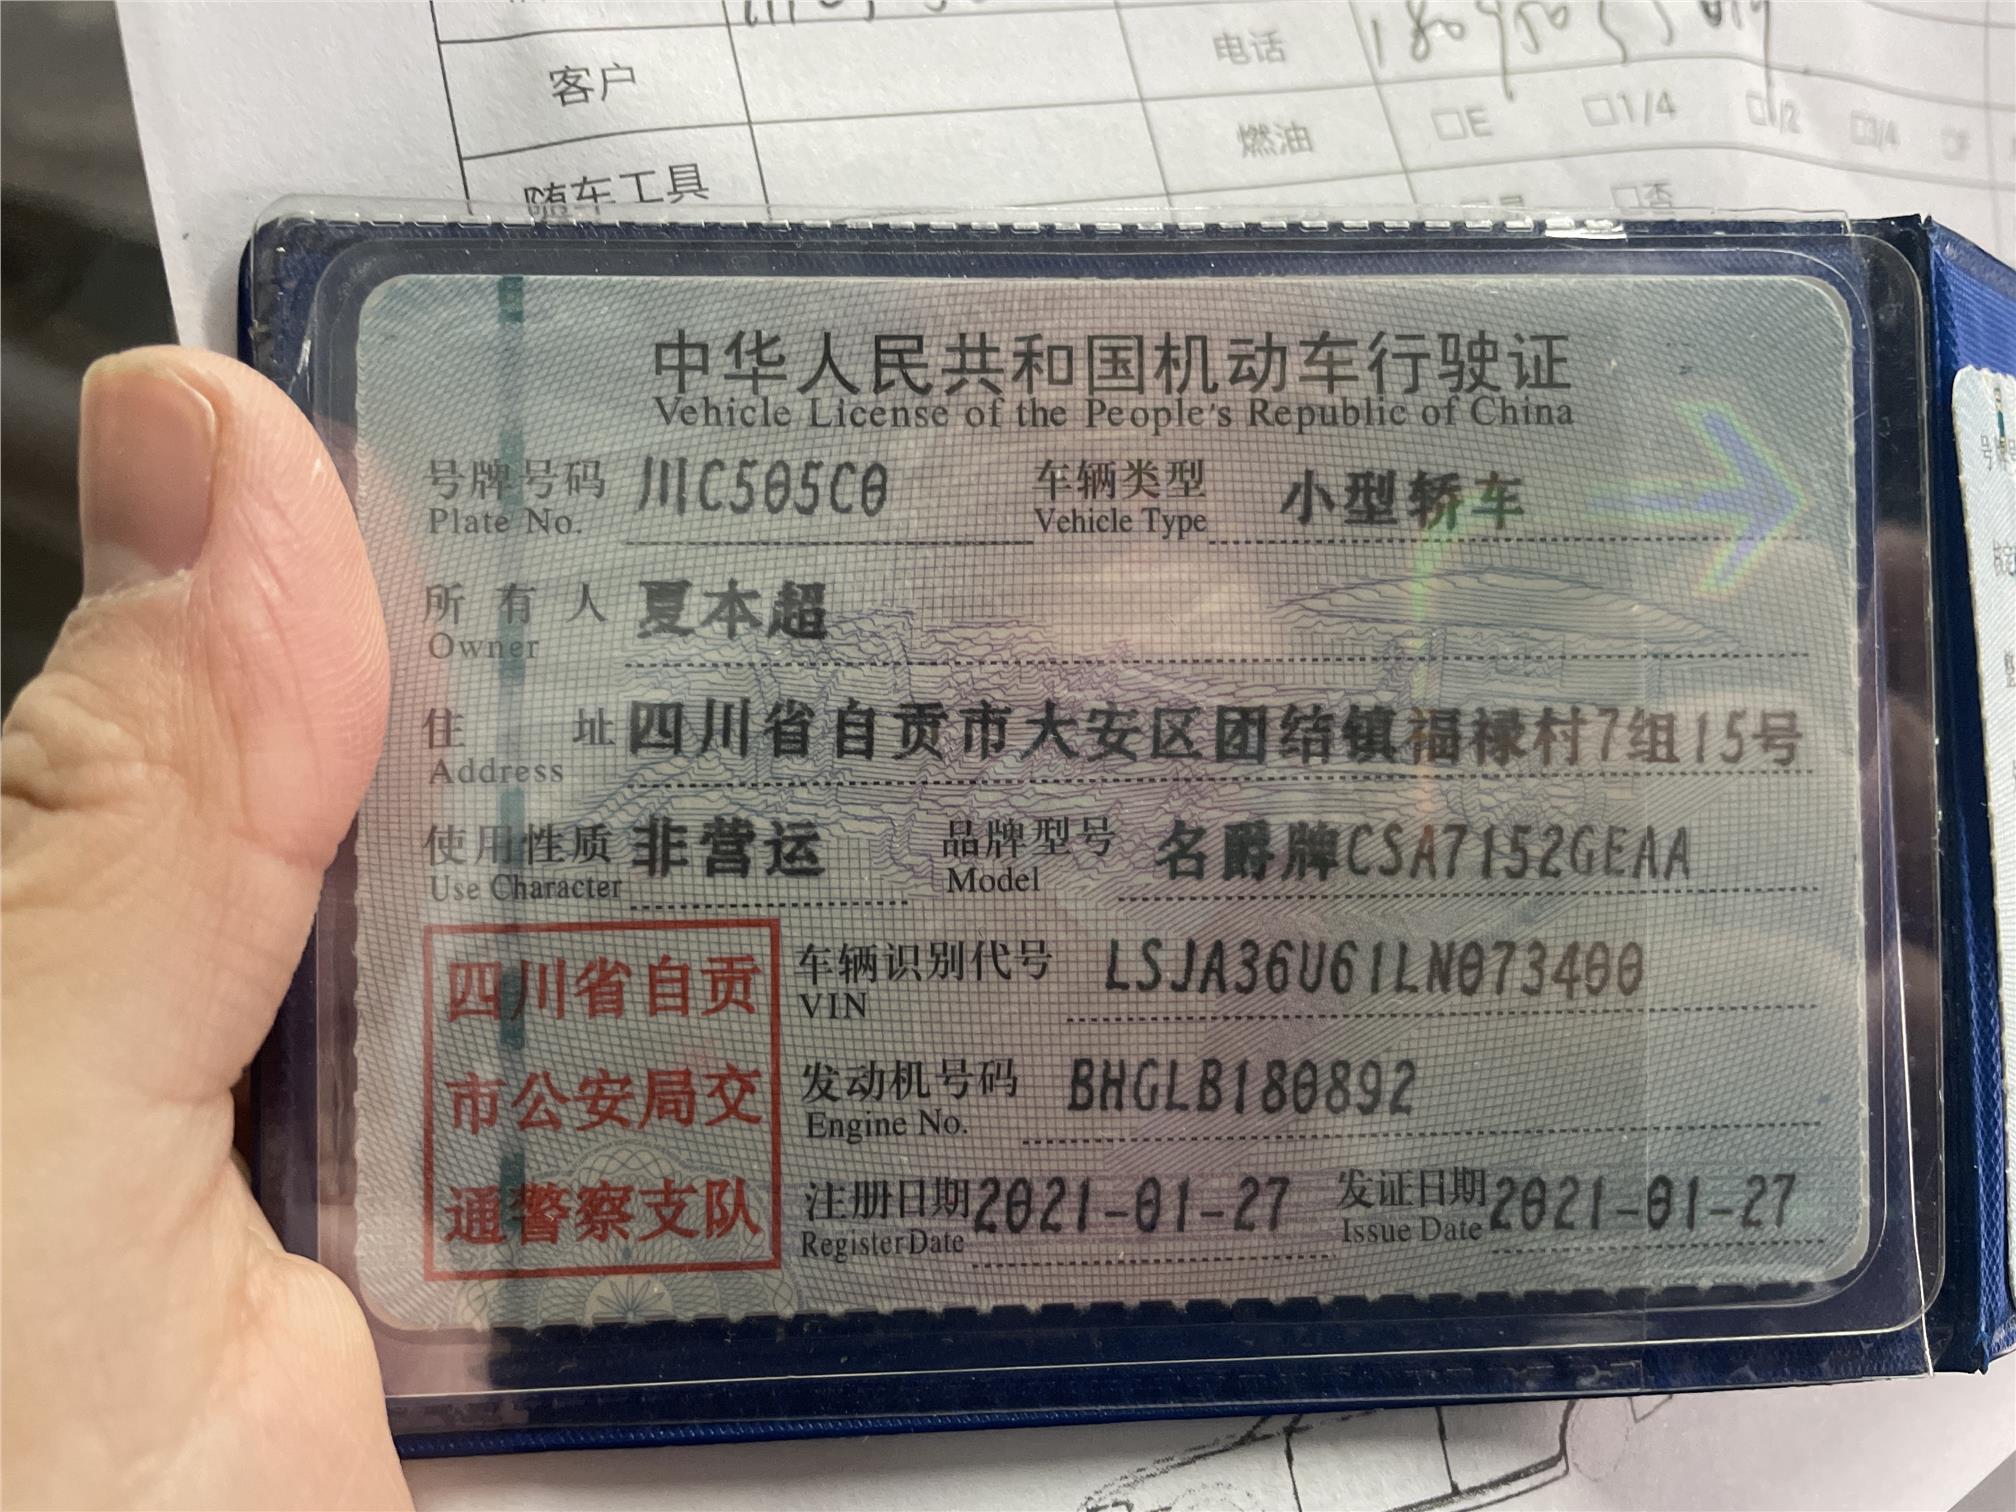 客户
电话
燃油 □E □1/4 □1/2 □3/4
随车工具
□否
中华人民共和国机动车行驶证
Vehicle License of the People's Republic of China
号牌号码 川C505C0 车辆类型 小型轿车
Plate No. Vehicle Type
所有人 夏本超
Owner
住址 四川省自贡市大安区团结镇福禄村7组15号
Address
使用性质 非营运 品牌型号 名爵牌CSA7152GEAA
Use Character Model
四川省自贡
市公安局交
通警察支队
车辆识别代号 LSJA36U61LN073400
VIN
发动机号码 BHGLB180892
Engine No.
注册日期 2021-01-27 发证日期 2021-01-27
Register Date Issue Date